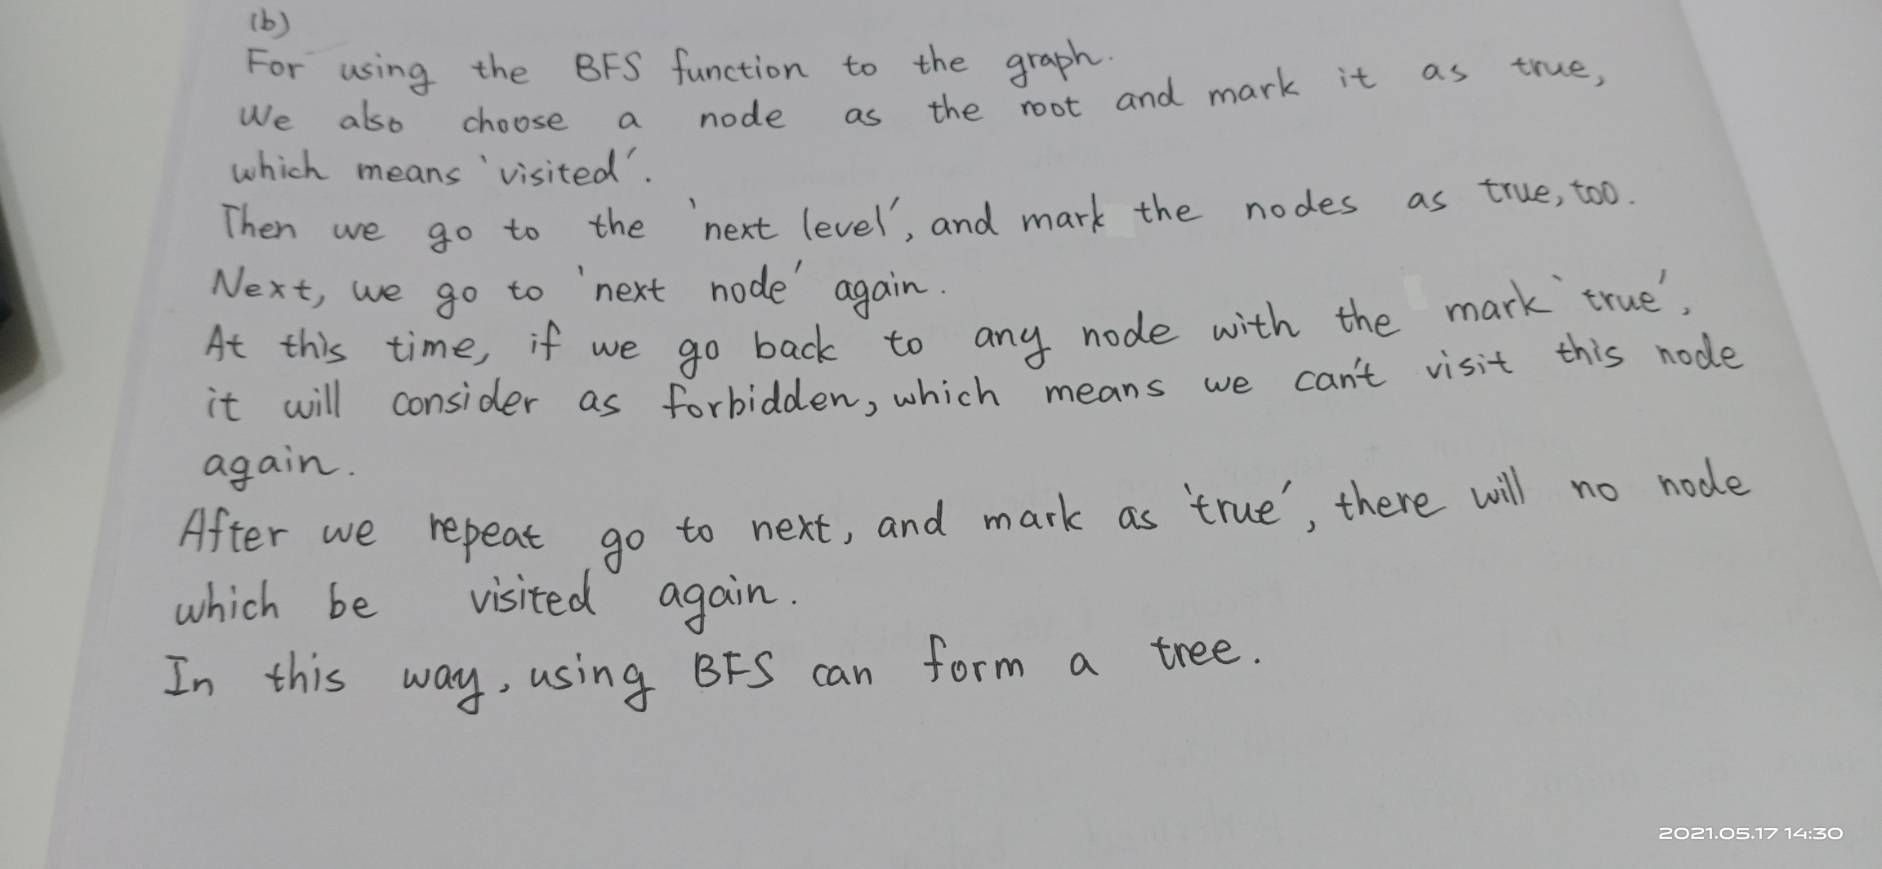 (b)
For using the BFS function to the graph.
We also choose a node as the root and mark it as true,
which means 'visited'.
Then we go to the 'next level', and mark the nodes as true, too.
Next, we go to 'next node' again.
At this time, if we go back to any node with the mark 'true',
it will consider as forbidden, which means we can't visit this node
again.
After we repeat go to next, and mark as 'true', there will no node
which be visited again.
In this way, using BFS can form a tree.
2021.05.17 14:30